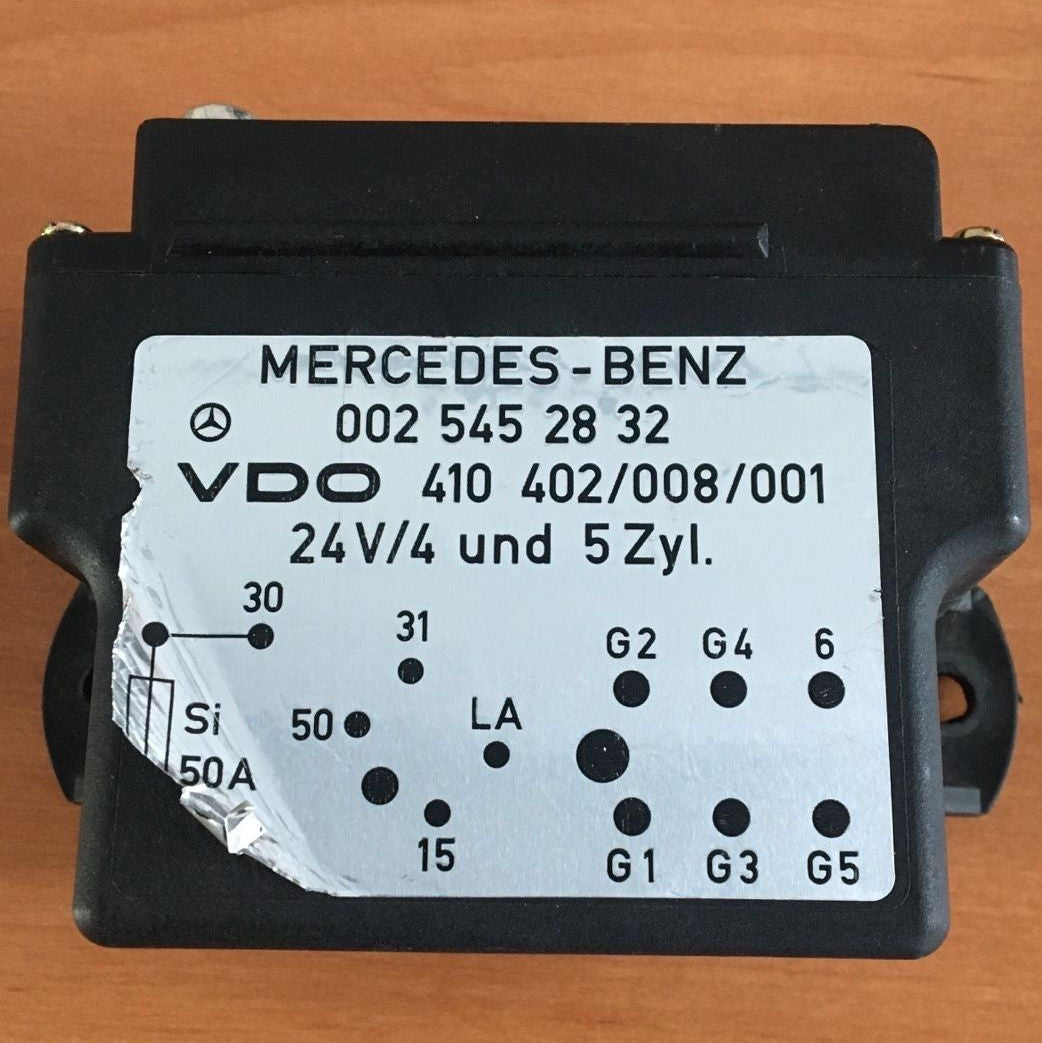 MERCEDES-BENZ
002 545 28 32
VDO 410 402/008/001
24V/4 und 5 Zyl.
30
31
G2 G4 6
Si
50
LA
50A
15
G1 G3 G5